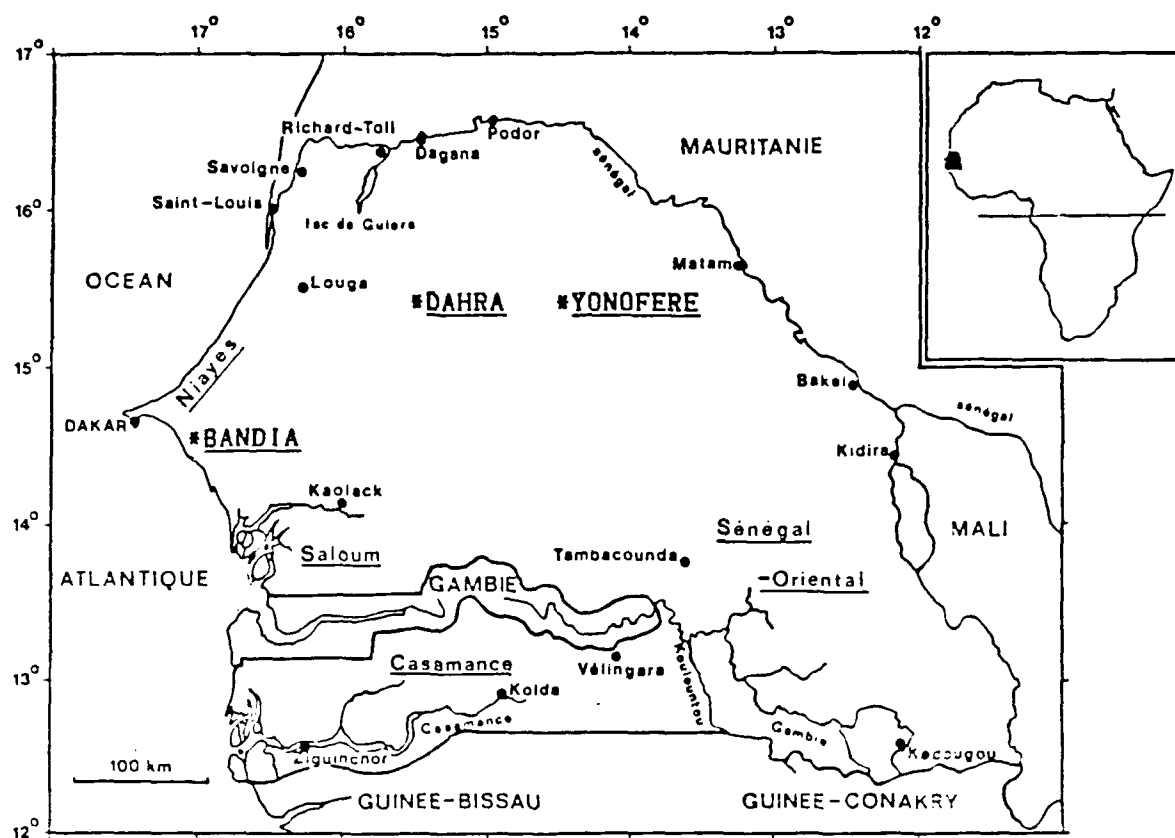 17° 16° 15° 14° 13° 12°
17°
Richard-Toll
Podor
Dagana
MAURITANIE
Savoigne
sénégal
Saint-Louis
16°
lac de Guiers
Matam
OCEAN
Louga
*DAHRA
*YONOFERE
15°
Niayes
Bakel
sénégal
DAKAR
*BANDIA
Kidira
Kaolack
14°
Sénégal
MALI
Saloum
Tambacounda
ATLANTIQUE
GAMBIE
-Oriental
13°
Casamance
Vélingara
Koulountou
Kolda
Casamance
Gambie
Ziguinchor
100 km
GUINEE-BISSAU
GUINEE-CONAKRY
12°